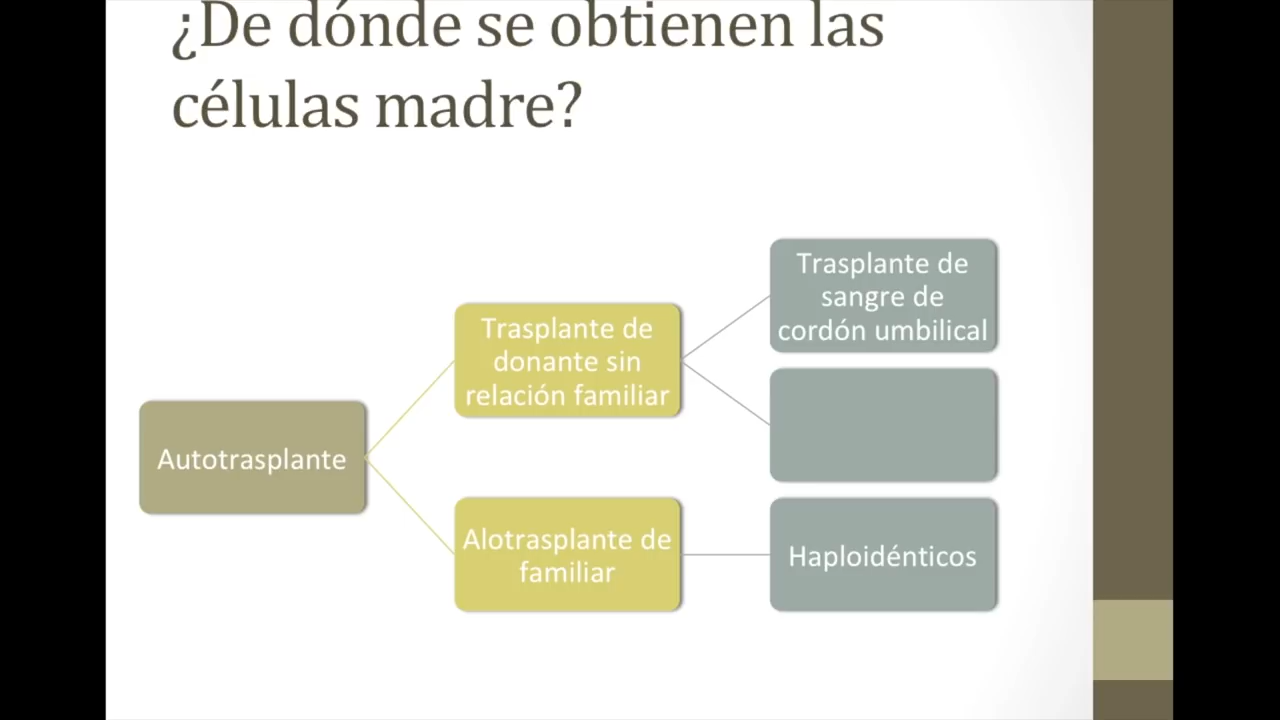 ¿De dónde se obtienen las
células madre?
Autotrasplante
Trasplante de
donante sin
relación familiar
Alotrasplante de
familiar
Trasplante de
sangre de
cordón umbilical
Haploidénticos